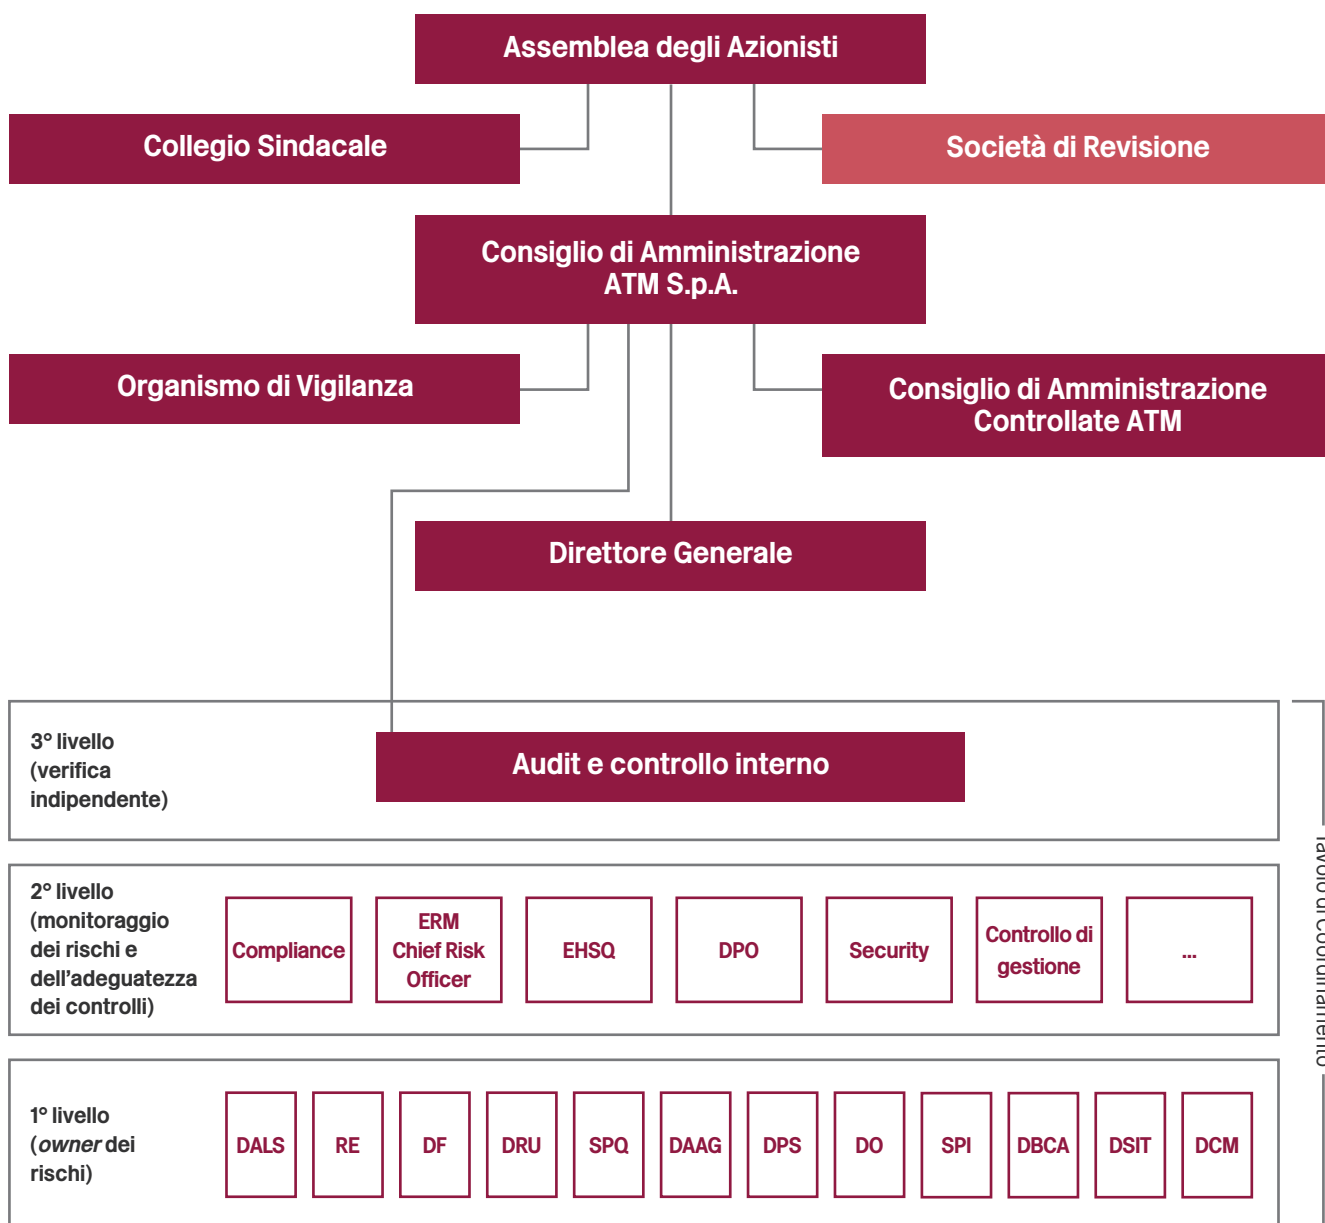 Assemblea degli Azionisti
Collegio Sindacale
Società di Revisione
Consiglio di Amministrazione
ATM S.p.A.
Organismo di Vigilanza
Consiglio di Amministrazione
Controllate ATM
Direttore Generale
3° livello
(verifica
indipendente)
Audit e controllo interno
2° livello
(monitoraggio
dei rischi e
dell’adeguatezza
dei controlli)
Compliance
ERM
Chief Risk
Officer
EHSQ
DPO
Security
Controllo di
gestione
...
1° livello
(owner dei
rischi)
DALS
RE
DF
DRU
SPQ
DAAG
DPS
DO
SPI
DBCA
DSIT
DCM
Tavolo di Coordinamento